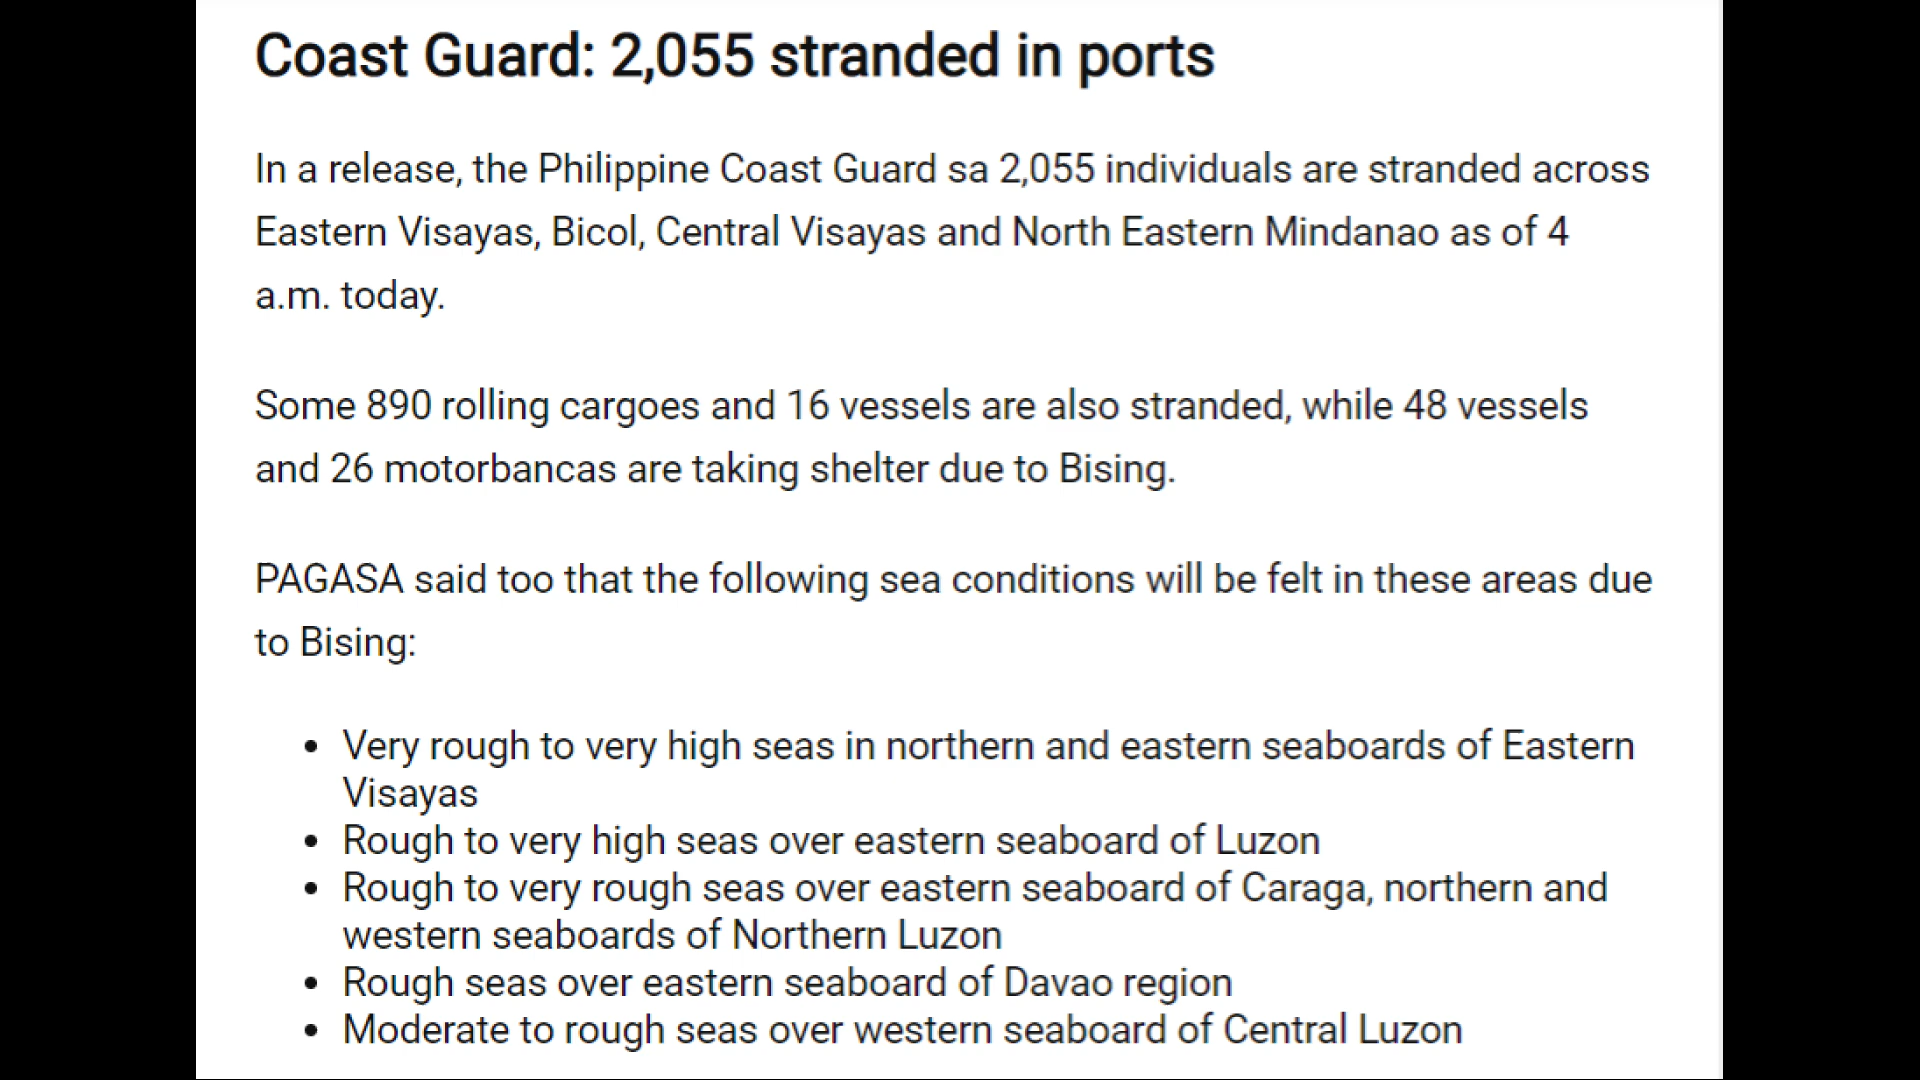 Coast Guard: 2,055 stranded in ports
In a release, the Philippine Coast Guard sa 2,055 individuals are stranded across
Eastern Visayas, Bicol, Central Visayas and North Eastern Mindanao as of 4
a.m. today.
Some 890 rolling cargoes and 16 vessels are also stranded, while 48 vessels
and 26 motorbancas are taking shelter due to Bising.
PAGASA said too that the following sea conditions will be felt in these areas due
to Bising:
• Very rough to very high seas in northern and eastern seaboards of Eastern
Visayas
• Rough to very high seas over eastern seaboard of Luzon
• Rough to very rough seas over eastern seaboard of Caraga, northern and
western seaboards of Northern Luzon
• Rough seas over eastern seaboard of Davao region
• Moderate to rough seas over western seaboard of Central Luzon